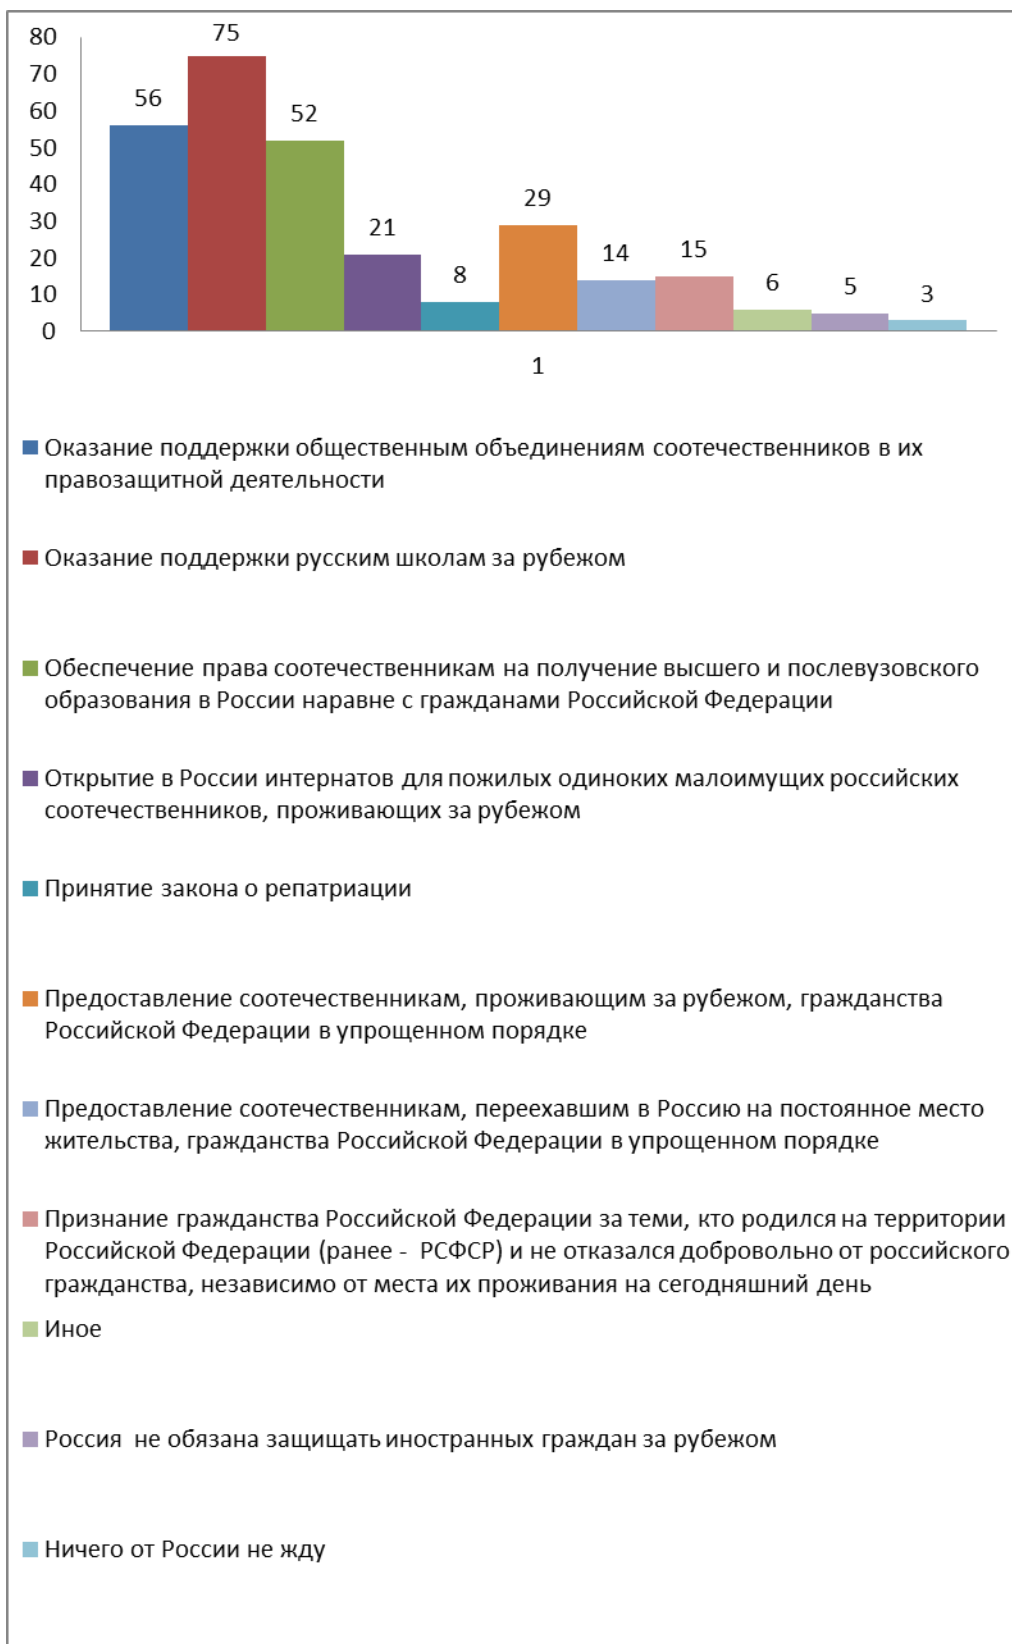 80
70
60
50
40
30
20
10
0
56
75
52
21
8
29
14
15
6
5
3
1
Оказание поддержки общественным объединениям соотечественников в их
правозащитной деятельности
Оказание поддержки русским школам за рубежом
Обеспечение права соотечественникам на получение высшего и послевузовского
образования в России наравне с гражданами Российской Федерации
Открытие в России интернатов для пожилых одиноких малоимущих российских
соотечественников, проживающих за рубежом
Принятие закона о репатриации
Предоставление соотечественникам, проживающим за рубежом, гражданства
Российской Федерации в упрощенном порядке
Предоставление соотечественникам, переехавшим в Россию на постоянное место
жительства, гражданства Российской Федерации в упрощенном порядке
Признание гражданства Российской Федерации за теми, кто родился на территории
Российской Федерации (ранее - РСФСР) и не отказался добровольно от российского
гражданства, независимо от места их проживания на сегодняшний день
Иное
Россия не обязана защищать иностранных граждан за рубежом
Ничего от России не жду